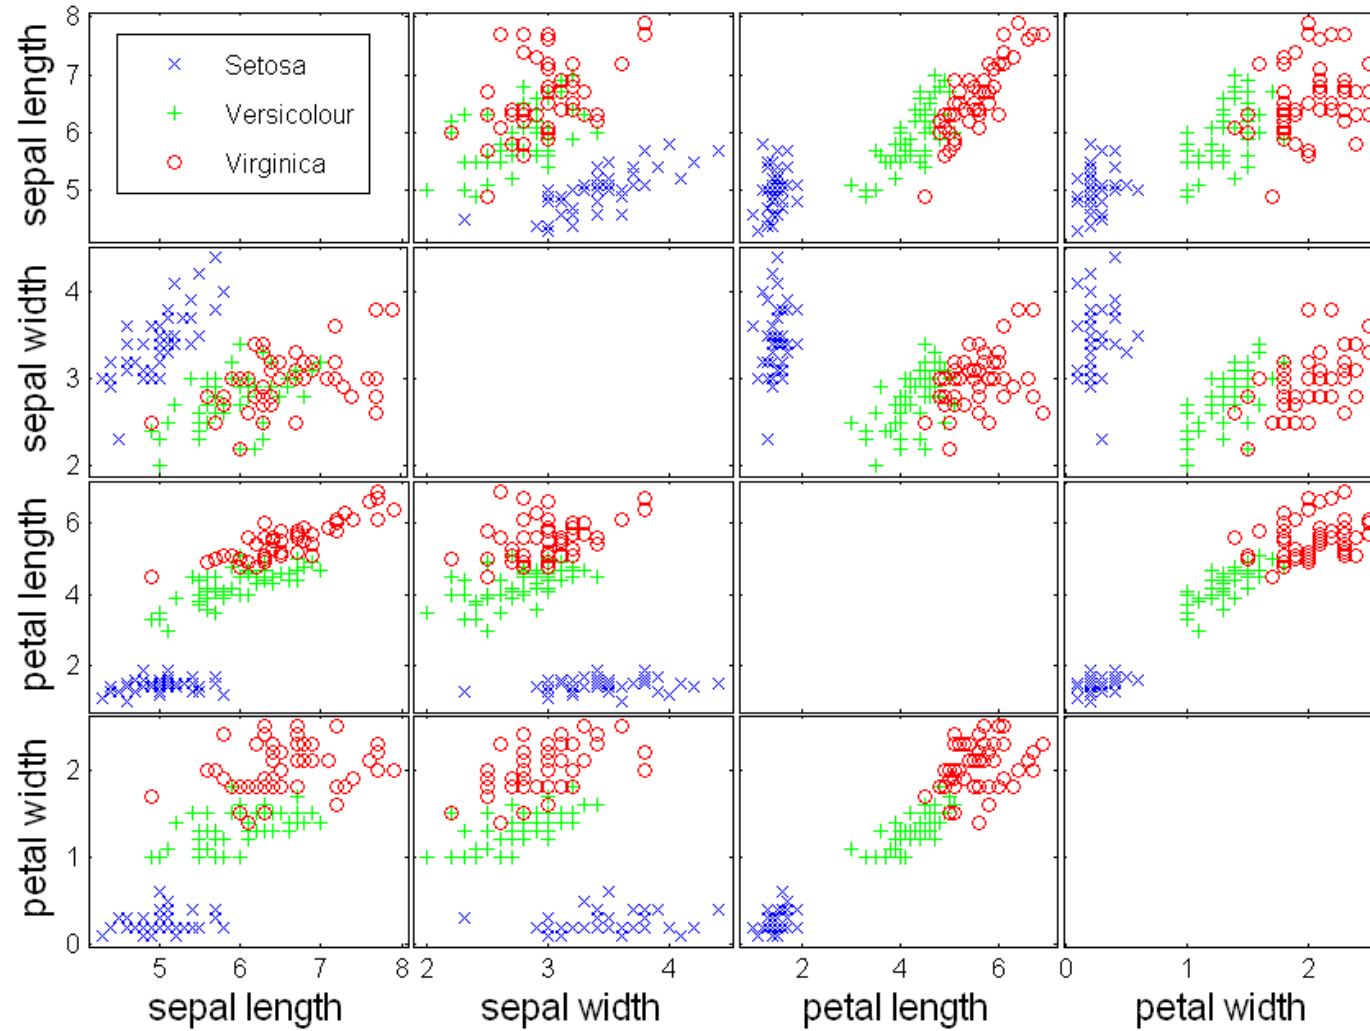 sepal length
8
7
6
5
Setosa
Versicolour
Virginica
sepal width
4
3
2
petal length
6
4
2
petal width
2
1
0
5 6 7 8 2 3 4 2 4 6 0 1 2
sepal length sepal width petal length petal width